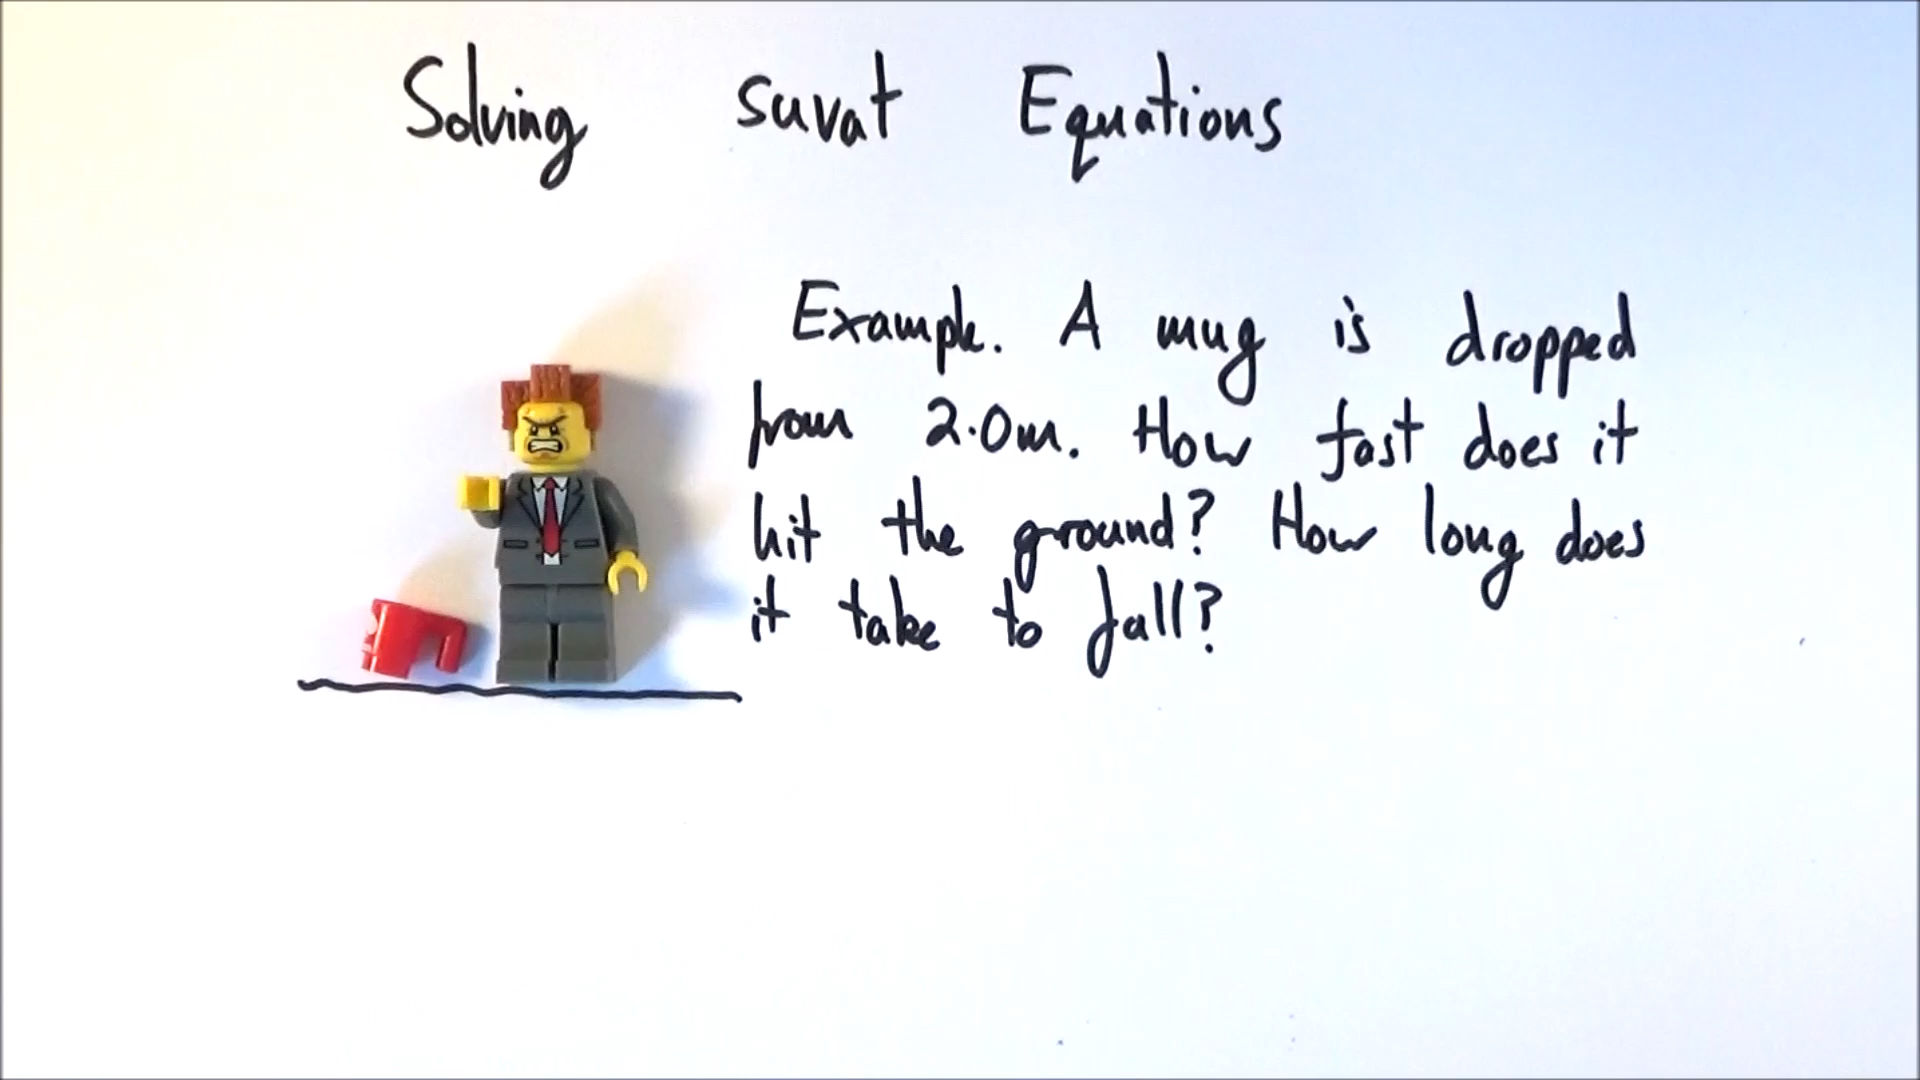 Solving suvat Equations
Example. A mug is dropped
from 2.0m. How fast does it
hit the ground? How long does
it take to fall?